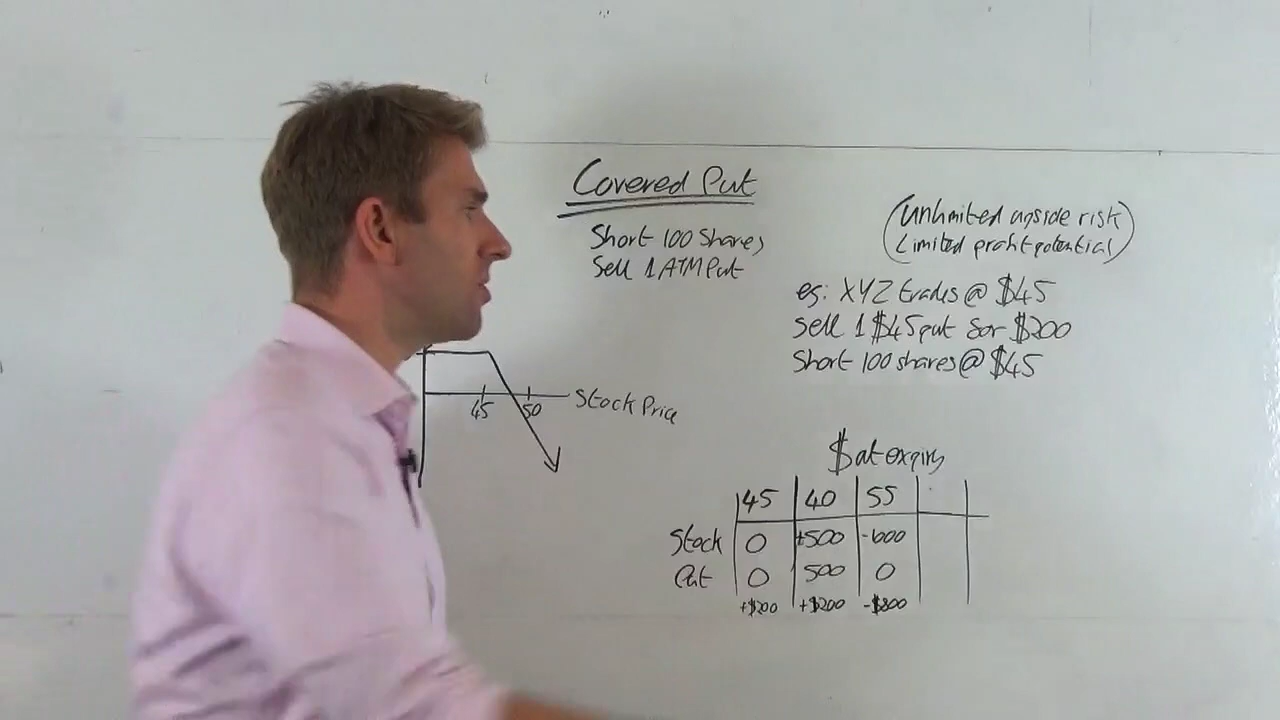 Covered Put
Short 100 Shares
Sell 1 ATM Put
(Unlimited upside risk)
(Limited profit potential)
eg: XYZ trades @ $45
Sell 1 $45 put for $200
Short 100 shares @ $45
45 50 Stock Price
$ at expiry
45 40 55
Stock 0 +500 -1000
Put 0 500 0
+$200 +$200 -$800